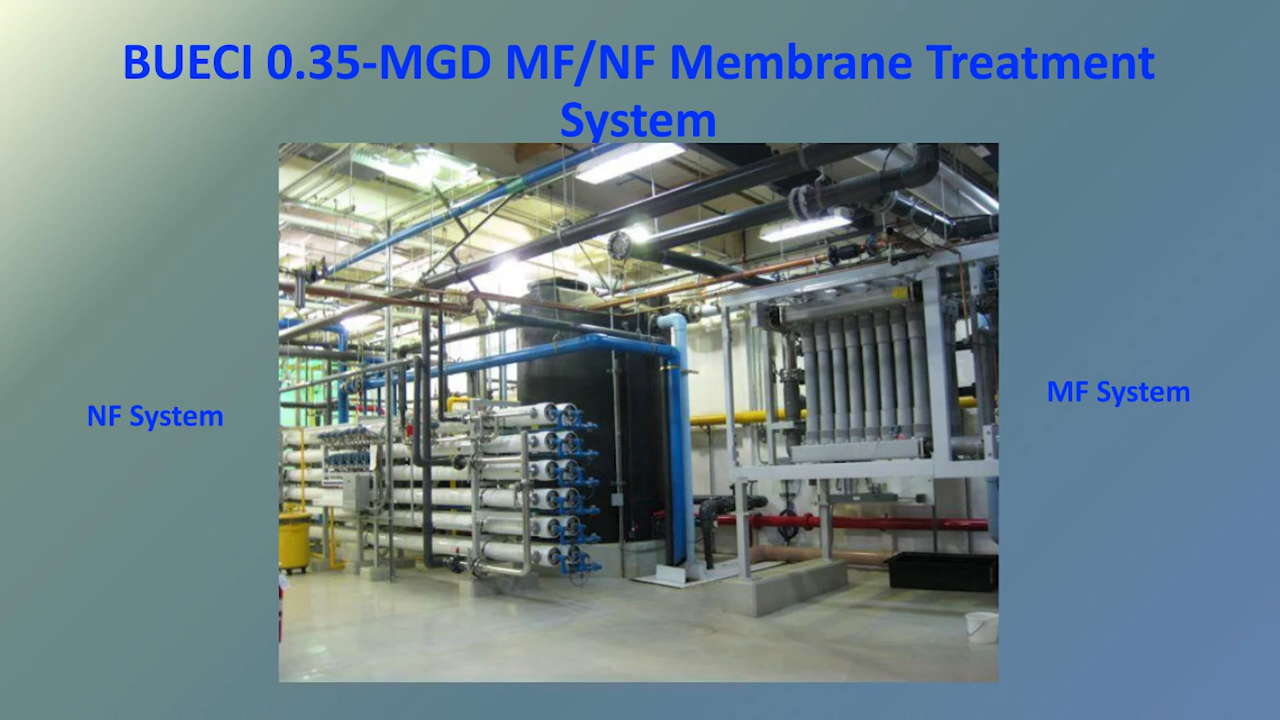 BUECI 0.35-MGD MF/NF Membrane Treatment
System
NF System
MF System